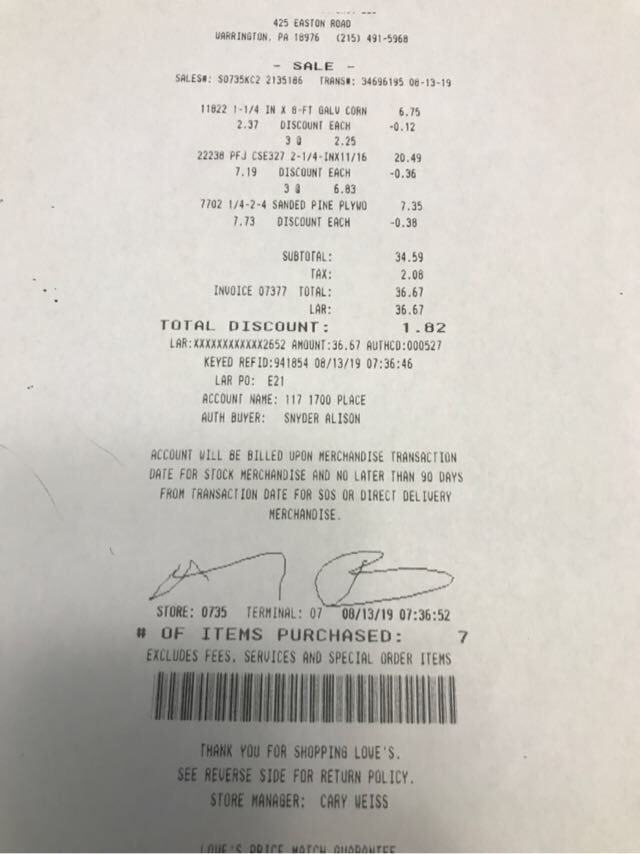 425 EASTON ROAD
WARRINGTON, PA 18976 (215) 491-5968
- SALE -
SALES#: S0735KC2 2135186 TRANS#: 34696195 08-13-19
11822 1-1/4 IN X 8-FT GALV CORN 6.75
2.37 DISCOUNT EACH -0.12
3 @ 2.25
22238 PFJ CSE327 2-1/4-INX11/16 20.49
7.19 DISCOUNT EACH -0.36
3 @ 6.83
7702 1/4-2-4 SANDED PINE PLYWO 7.35
7.73 DISCOUNT EACH -0.38
SUBTOTAL: 34.59
TAX: 2.08
INVOICE 07377 TOTAL: 36.67
LAR: 36.67
TOTAL DISCOUNT: 1.82
LAR:XXXXXXXXXXXX2652 AMOUNT:36.67 AUTHCD:000527
KEYED REFID:941854 08/13/19 07:36:46
LAR PO: E21
ACCOUNT NAME: 117 1700 PLACE
AUTH BUYER: SNYDER ALISON
ACCOUNT WILL BE BILLED UPON MERCHANDISE TRANSACTION
DATE FOR STOCK MERCHANDISE AND NO LATER THAN 90 DAYS
FROM TRANSACTION DATE FOR SOS OR DIRECT DELIVERY
MERCHANDISE.
STORE: 0735 TERMINAL: 07 08/13/19 07:36:52
# OF ITEMS PURCHASED: 7
EXCLUDES FEES, SERVICES AND SPECIAL ORDER ITEMS
THANK YOU FOR SHOPPING LOWE'S.
SEE REVERSE SIDE FOR RETURN POLICY.
STORE MANAGER: CARY WEISS
LOWE'S PRICE MATCH GUARANTEE